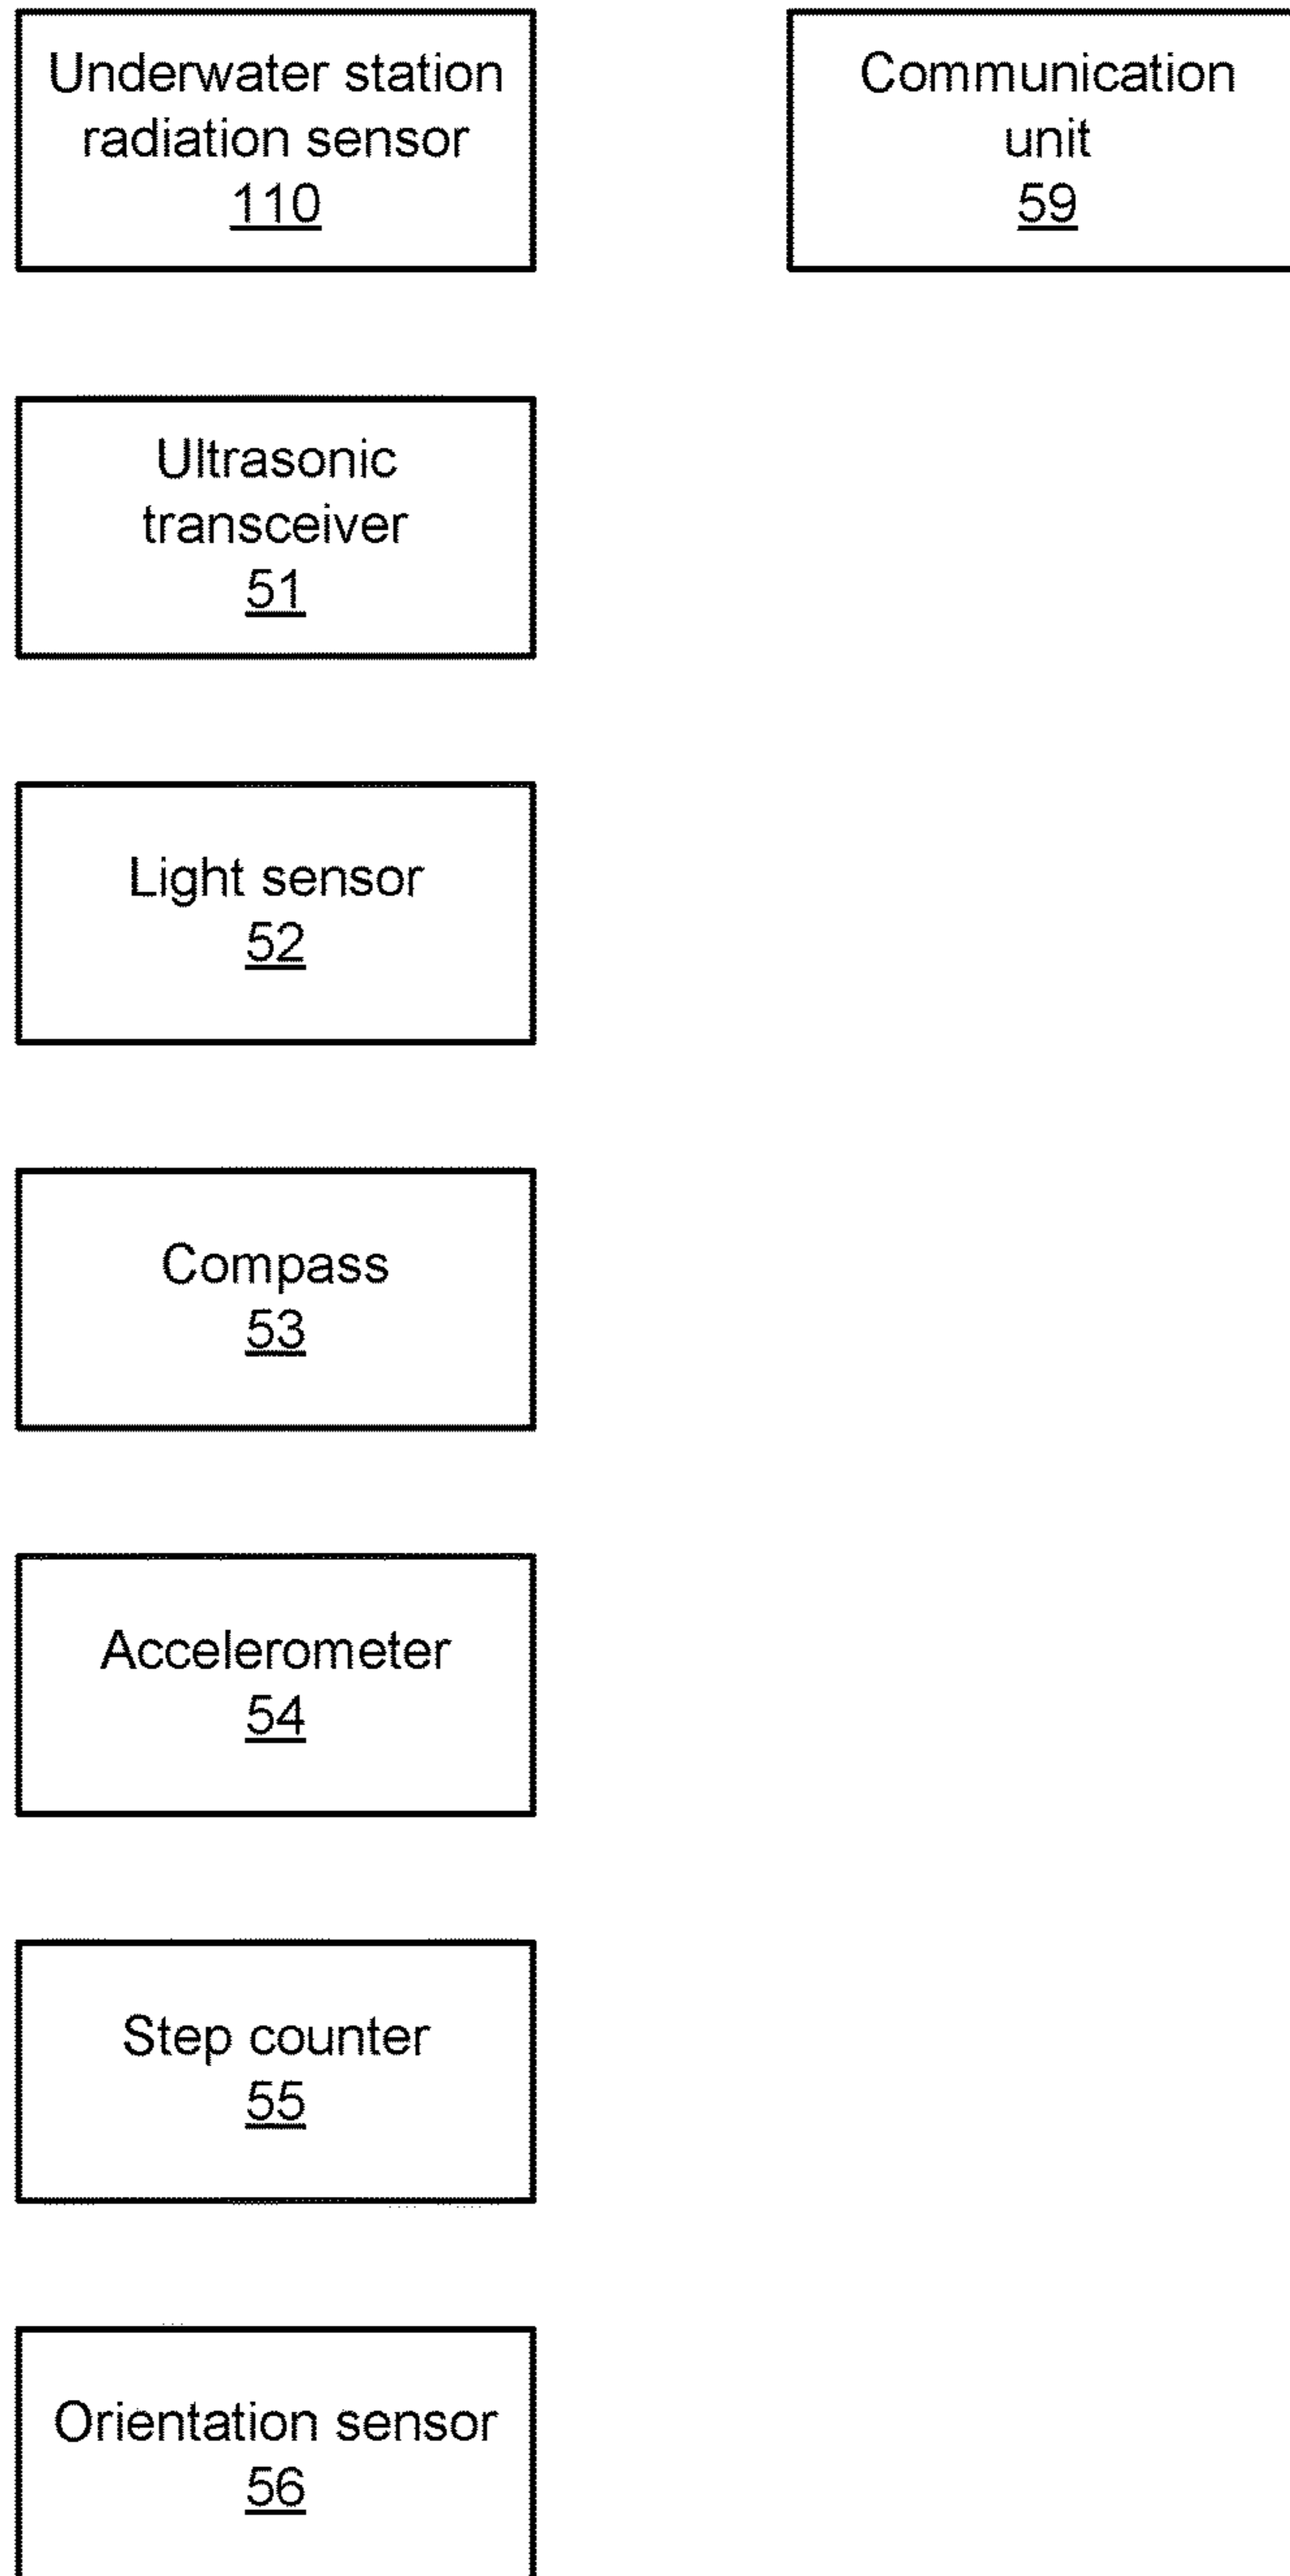 Underwater station
radiation sensor
110
Communication
unit
59
Ultrasonic
transceiver
51
Light sensor
52
Compass
53
Accelerometer
54
Step counter
55
Orientation sensor
56